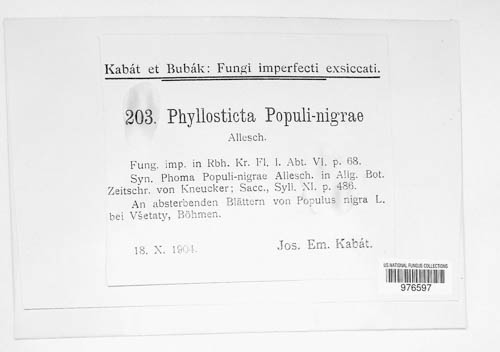 Kabát et Bubák: Fungi imperfecti exsiccati.
203. Phyllosticta Populi-nigrae
Allesch.
Fung. imp. in Rbh. Kr. Fl. I. Abt. VI. p. 68.
Syn. Phoma Populi-nigrae Allesch. in Allg. Bot.
Zeitschr. von Kneucker; Sacc., Syll. XI. p. 486.
An absterbenden Blättern von Populus nigra L.
bei Všetaty, Böhmen.
18. X. 1904. Jos. Em. Kabát.
US NATIONAL FUNGUS COLLECTIONS
976597